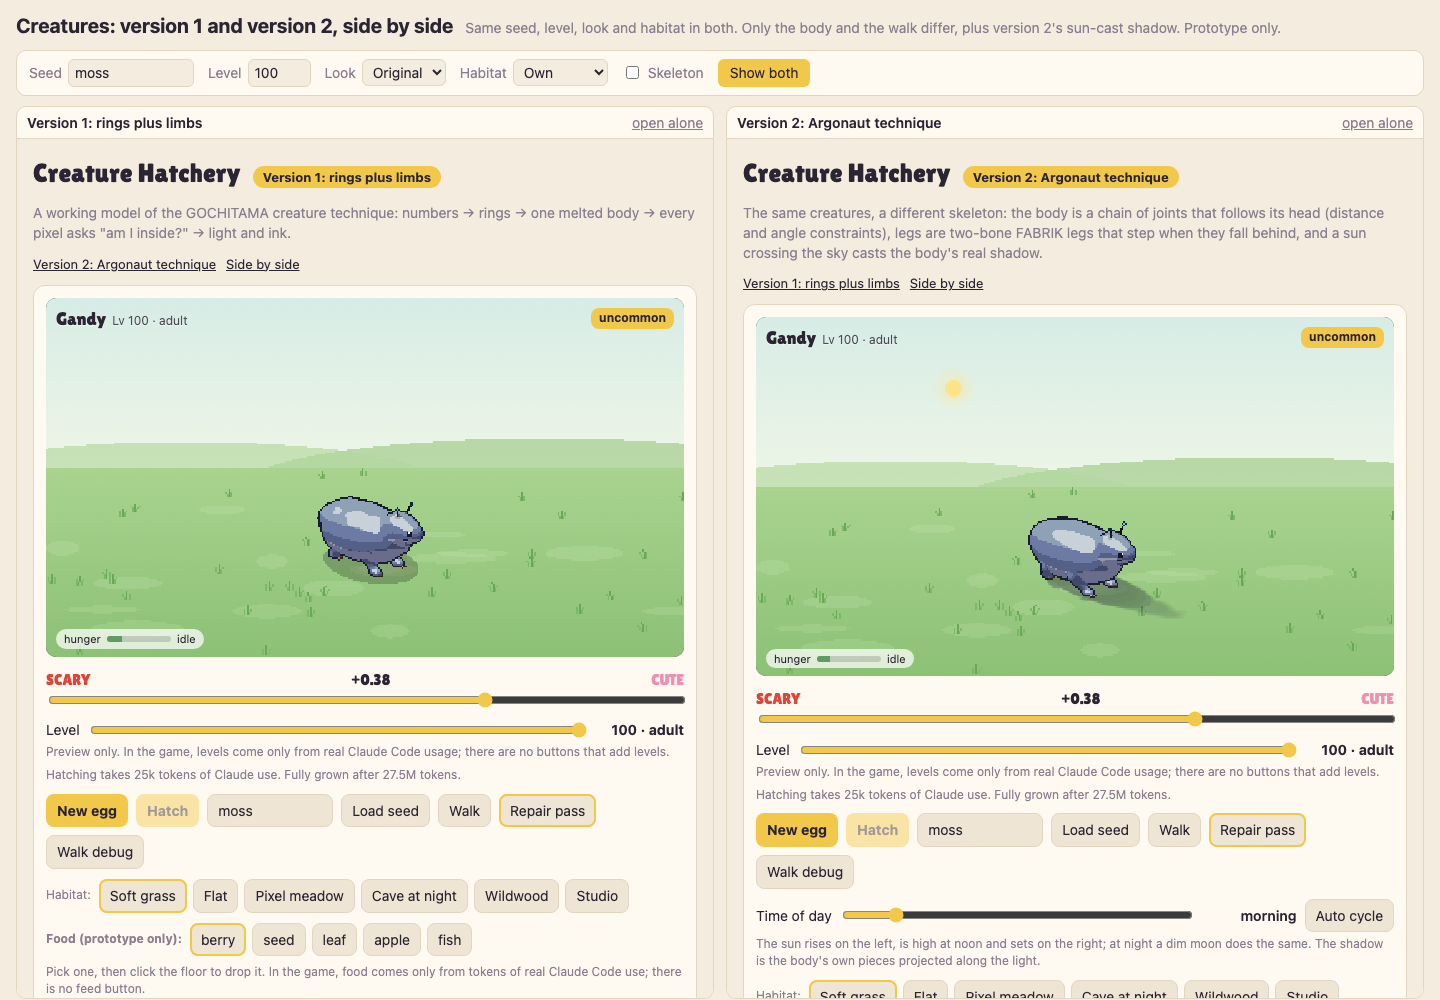 Creatures: version 1 and version 2, side by side
Same seed, level, look and habitat in both. Only the body and the walk differ, plus version 2's sun-cast shadow. Prototype only.
Seed moss Level 100 Look Original Habitat Own Skeleton Show both
Version 1: rings plus limbs
open alone
Creature Hatchery
Version 1: rings plus limbs
A working model of the GOCHITAMA creature technique: numbers → rings → one melted body → every
pixel asks "am I inside?" → light and ink.
Version 2: Argonaut technique Side by side
Gandy Lv 100 · adult
uncommon
hunger idle
SCARY +0.38 CUTE
Level 100 · adult
Preview only. In the game, levels come only from real Claude Code usage; there are no buttons that add levels.
Hatching takes 25k tokens of Claude use. Fully grown after 27.5M tokens.
New egg Hatch moss Load seed Walk Repair pass
Walk debug
Habitat: Soft grass Flat Pixel meadow Cave at night Wildwood Studio
Food (prototype only): berry seed leaf apple fish
Pick one, then click the floor to drop it. In the game, food comes only from tokens of real Claude Code use; there
is no feed button.
Version 2: Argonaut technique
open alone
Creature Hatchery
Version 2: Argonaut technique
The same creatures, a different skeleton: the body is a chain of joints that follows its head (distance
and angle constraints), legs are two-bone FABRIK legs that step when they fall behind, and a sun
crossing the sky casts the body's real shadow.
Version 1: rings plus limbs Side by side
Gandy Lv 100 · adult
uncommon
hunger idle
SCARY +0.38 CUTE
Level 100 · adult
Preview only. In the game, levels come only from real Claude Code usage; there are no buttons that add levels.
Hatching takes 25k tokens of Claude use. Fully grown after 27.5M tokens.
New egg Hatch moss Load seed Walk Repair pass
Walk debug
Time of day morning Auto cycle
The sun rises on the left, is high at noon and sets on the right; at night a dim moon does the same. The shadow
is the body's own pieces projected along the light.
Habitat: Soft grass Flat Pixel meadow Cave at night Wildwood Studio